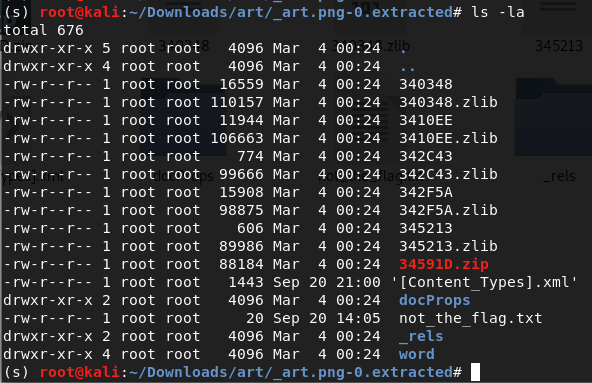 (s) root@kali:~/Downloads/art/_art.png-0.extracted# ls -la
total 676
drwxr-xr-x 5 root root   4096 Mar  4 00:24  .
drwxr-xr-x 4 root root   4096 Mar  4 00:24  ..
-rw-r--r-- 1 root root  16559 Mar  4 00:24  340348
-rw-r--r-- 1 root root 110157 Mar  4 00:24  340348.zlib
-rw-r--r-- 1 root root  11944 Mar  4 00:24  3410EE
-rw-r--r-- 1 root root 106663 Mar  4 00:24  3410EE.zlib
-rw-r--r-- 1 root root    774 Mar  4 00:24  342C43
-rw-r--r-- 1 root root  99666 Mar  4 00:24  342C43.zlib
-rw-r--r-- 1 root root  15908 Mar  4 00:24  342F5A
-rw-r--r-- 1 root root  98875 Mar  4 00:24  342F5A.zlib
-rw-r--r-- 1 root root    606 Mar  4 00:24  345213
-rw-r--r-- 1 root root  89986 Mar  4 00:24  345213.zlib
-rw-r--r-- 1 root root  88184 Mar  4 00:24  34591D.zip
-rw-r--r-- 1 root root   1443 Sep 20 21:00 '[Content_Types].xml'
drwxr-xr-x 2 root root   4096 Mar  4 00:24  docProps
-rw-r--r-- 1 root root     20 Sep 20 14:05  not_the_flag.txt
drwxr-xr-x 2 root root   4096 Mar  4 00:24  _rels
drwxr-xr-x 4 root root   4096 Mar  4 00:24  word
(s) root@kali:~/Downloads/art/_art.png-0.extracted#
345213
_rels